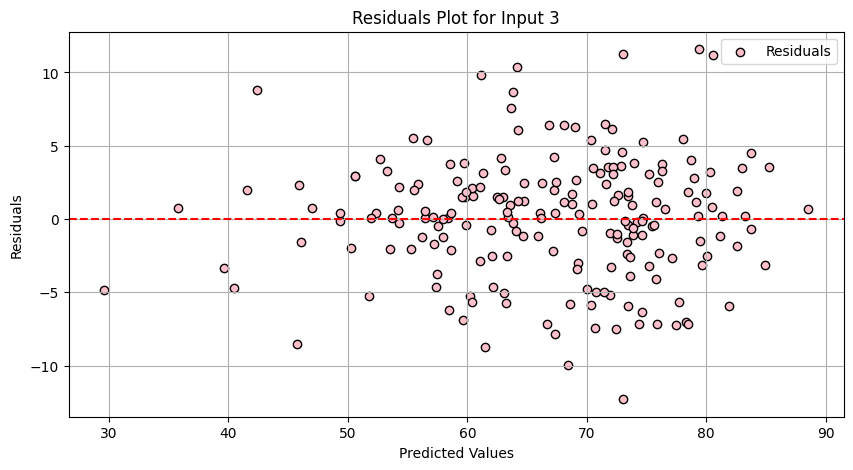 Residuals Plot for Input 3
Residuals
10
5
0
−5
−10
Residuals
30 40 50 60 70 80 90
Predicted Values